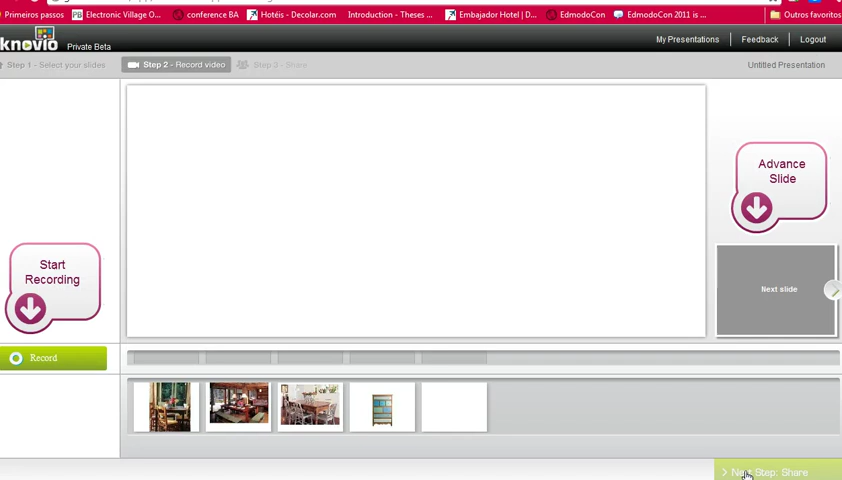 Primeiros passos
Electronic Village O...
conference BA
Hotéis - Decolar.com
Introduction - Theses ...
Embajador Hotel | D...
EdmodoCon
EdmodoCon 2011 is ...
Outros favoritos
knovio
Private Beta
My Presentations
Feedback
Logout
Step 1 - Select your slides
Step 2 - Record video
Step 3 - Share
Untitled Presentation
Advance
Slide
Start
Recording
Next slide
Record
Next Step: Share